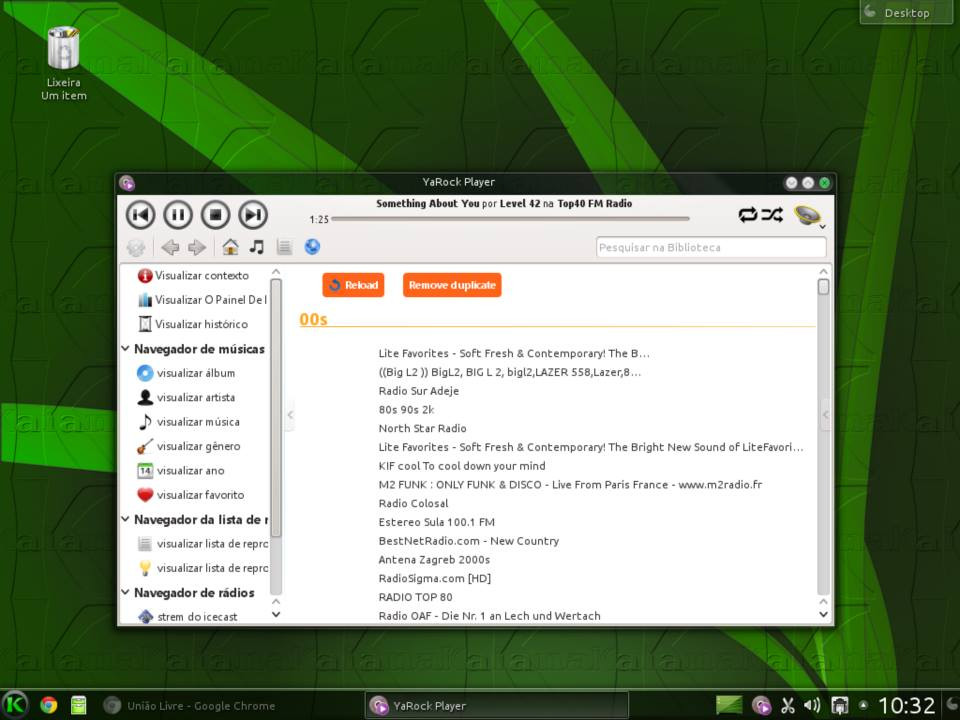 Desktop
Lixeira
Um item
YaRock Player
Something About You por Level 42 na Top40 FM Radio
1:25
Pesquisar na Biblioteca
Visualizar contexto
Visualizar O Painel De I
Visualizar histórico
Navegador de músicas
visualizar álbum
visualizar artista
visualizar música
visualizar gênero
14 visualizar ano
visualizar favorito
Navegador da lista de r
visualizar lista de repro
visualizar lista de repro
Navegador de rádios
strem do icecast
Reload Remove duplicate
00s
Lite Favorites - Soft Fresh & Contemporary! The B...
((Big L2 )) BigL2, BIG L 2, bigl2,LAZER 558,Lazer,8...
Radio Sur Adeje
80s 90s 2k
North Star Radio
Lite Favorites - Soft Fresh & Contemporary! The Bright New Sound of LiteFavori...
KIF cool To cool down your mind
M2 FUNK : ONLY FUNK & DISCO - Live From Paris France - www.m2radio.fr
Radio Colosal
Estereo Sula 100.1 FM
BestNetRadio.com - New Country
Antena Zagreb 2000s
RadioSigma.com [HD]
RADIO TOP 80
Radio OAF - Die Nr. 1 an Lech und Wertach
K
União Livre - Google Chrome
YaRock Player
10:32